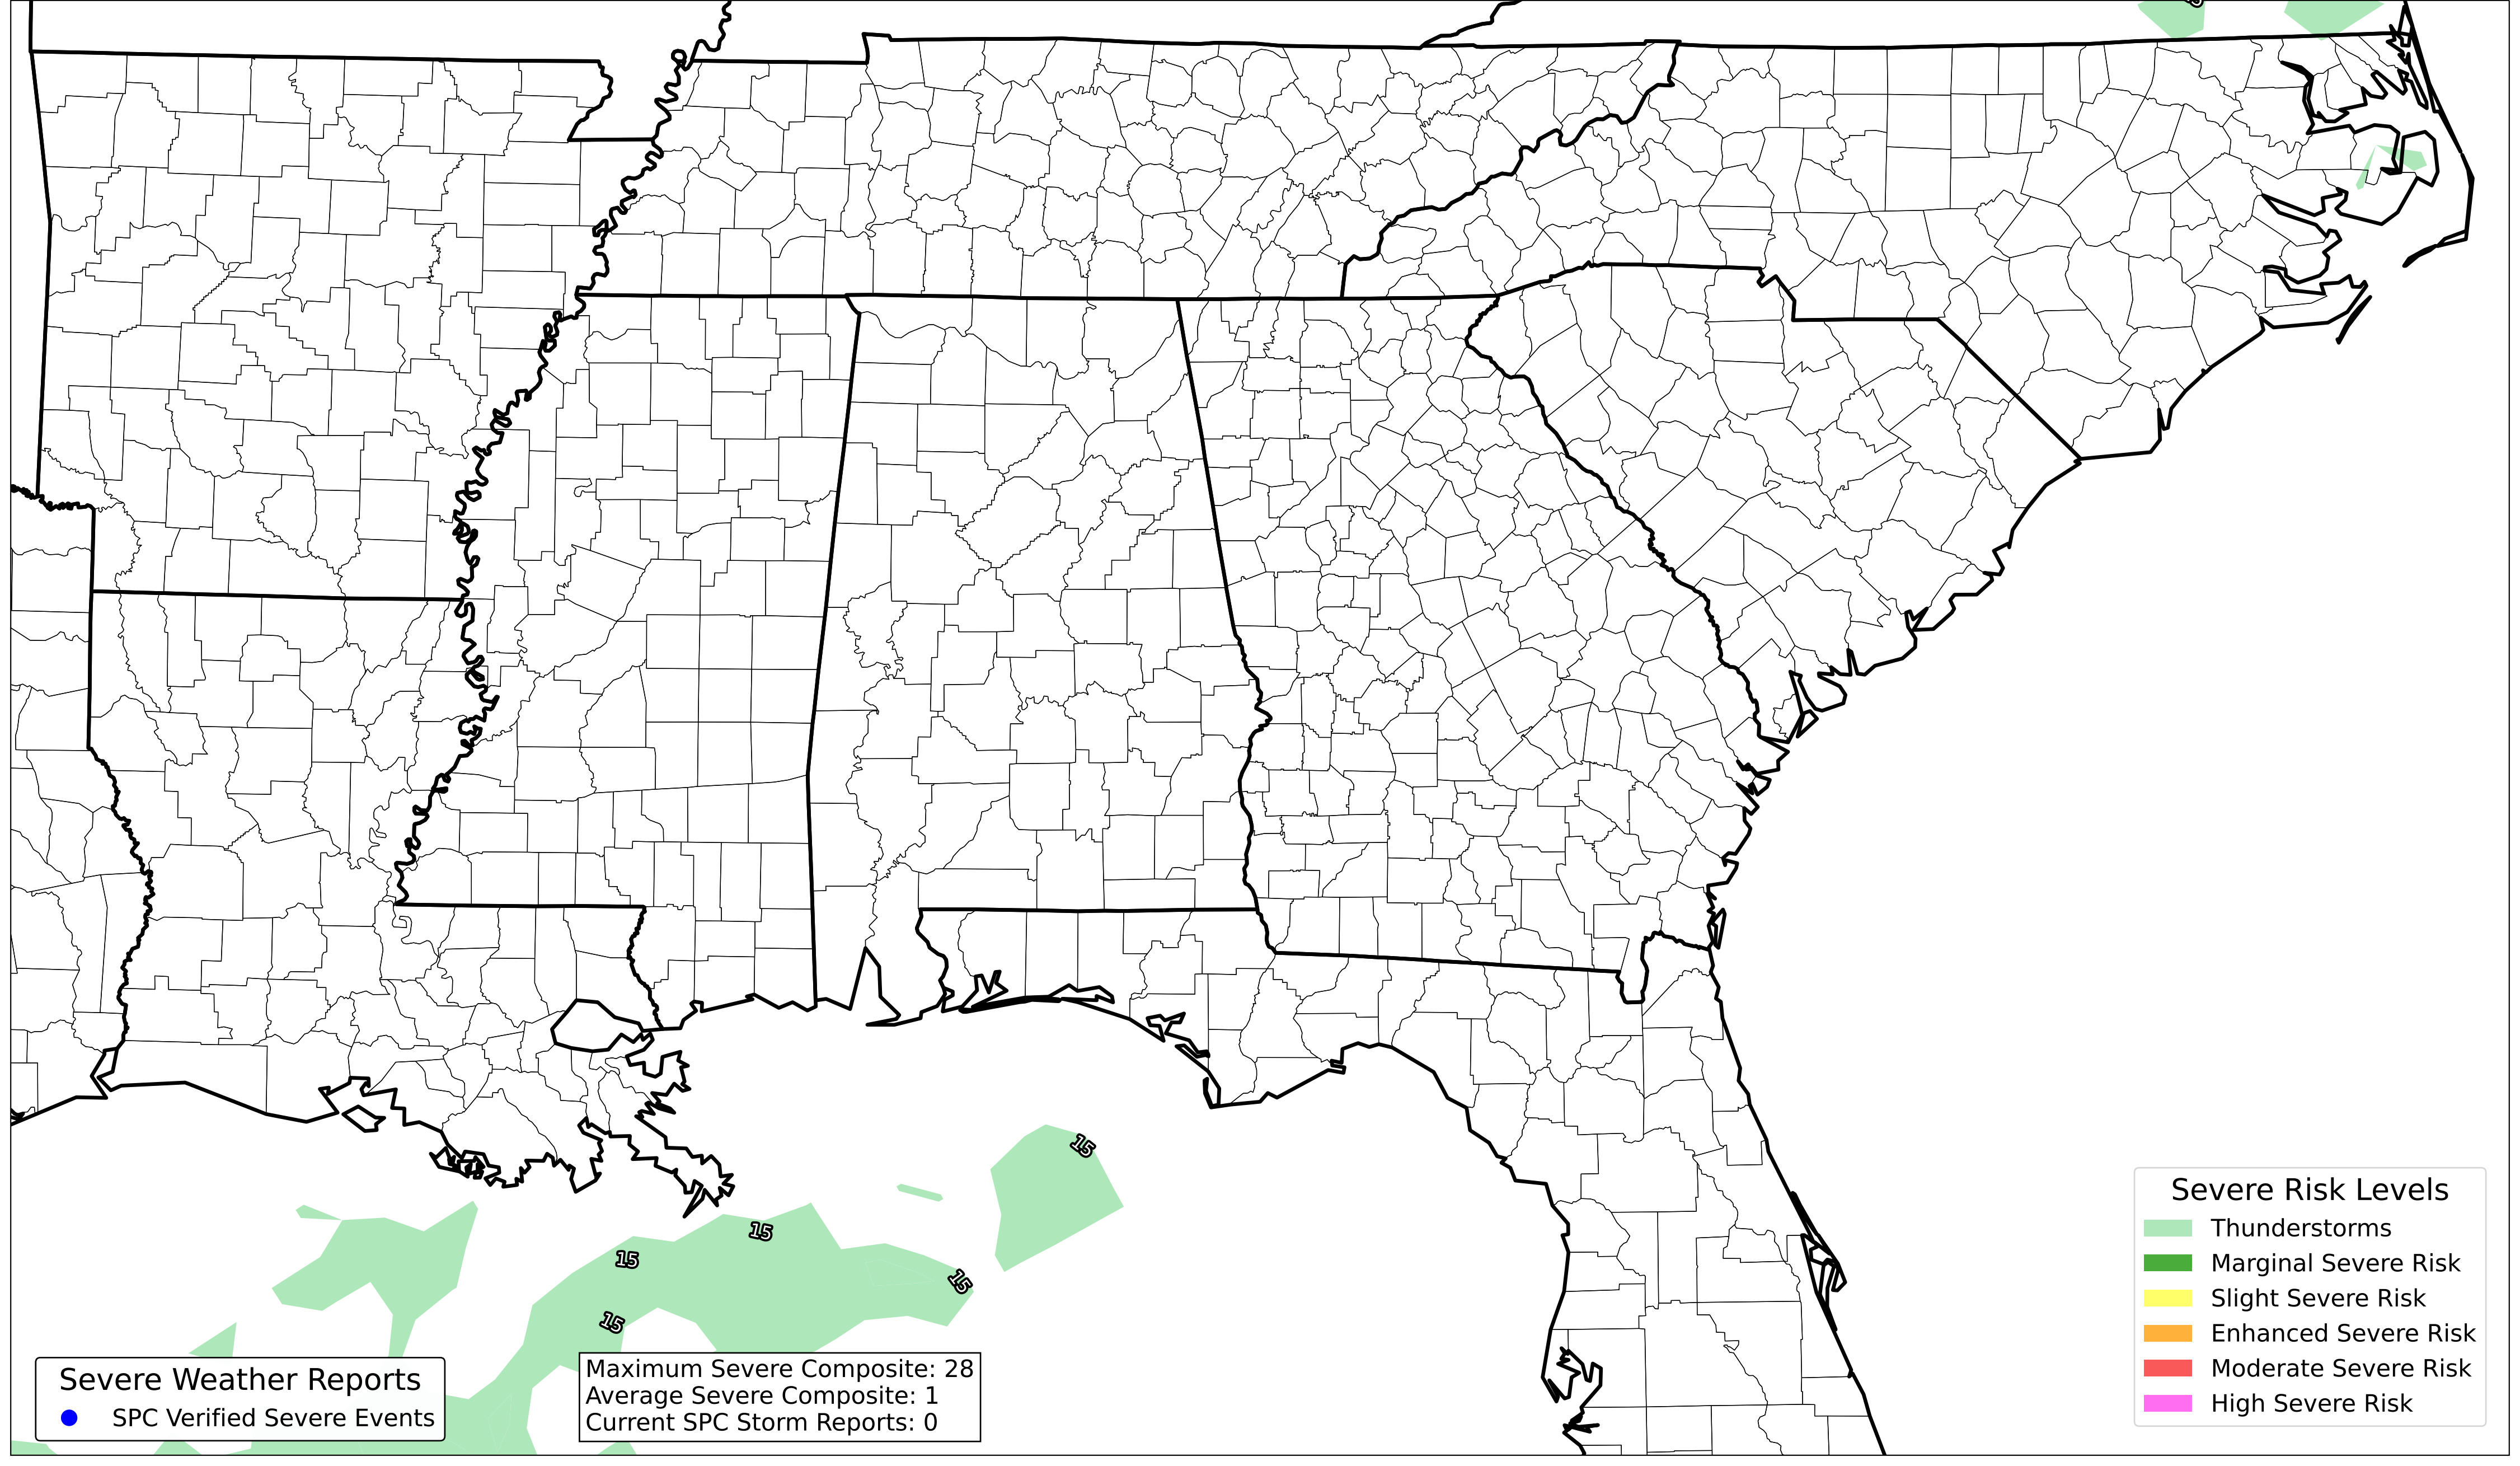 15
15
15
15
15
Severe Weather Reports
SPC Verified Severe Events
Maximum Severe Composite: 28
Average Severe Composite: 1
Current SPC Storm Reports: 0
Severe Risk Levels
Thunderstorms
Marginal Severe Risk
Slight Severe Risk
Enhanced Severe Risk
Moderate Severe Risk
High Severe Risk